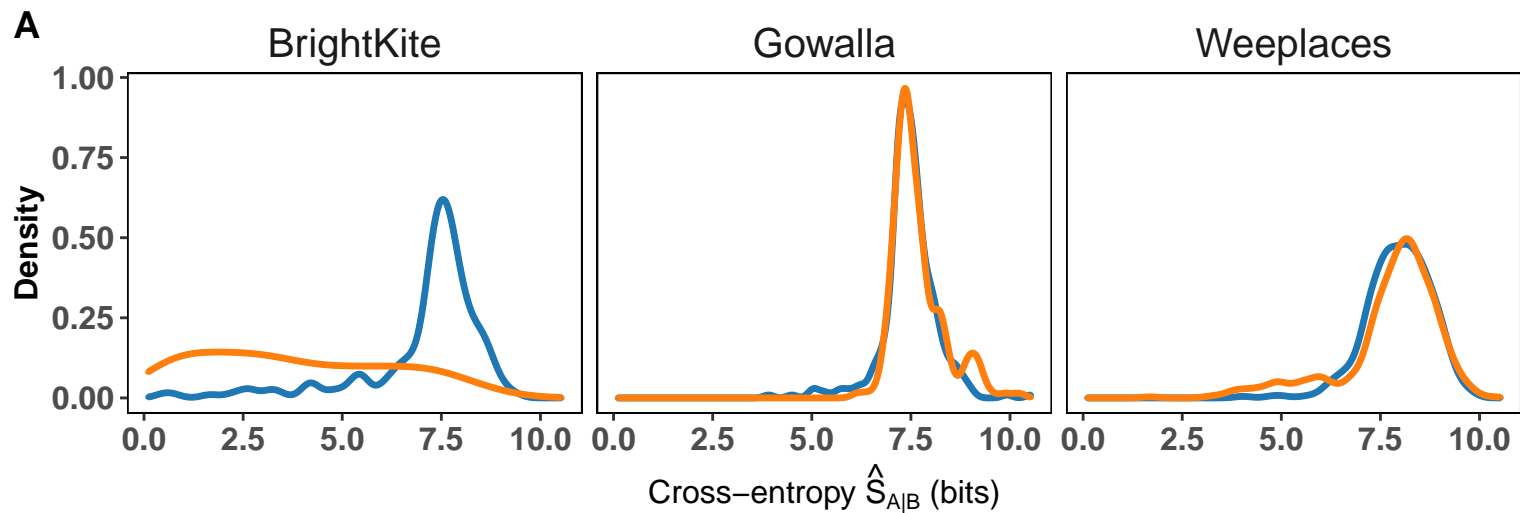 A
BrightKite Gowalla Weeplaces
1.00
0.75
0.50
0.25
0.00
Density
0.0 2.5 5.0 7.5 10.0 0.0 2.5 5.0 7.5 10.0 0.0 2.5 5.0 7.5 10.0
Cross−entropy Ŝ_A|B (bits)